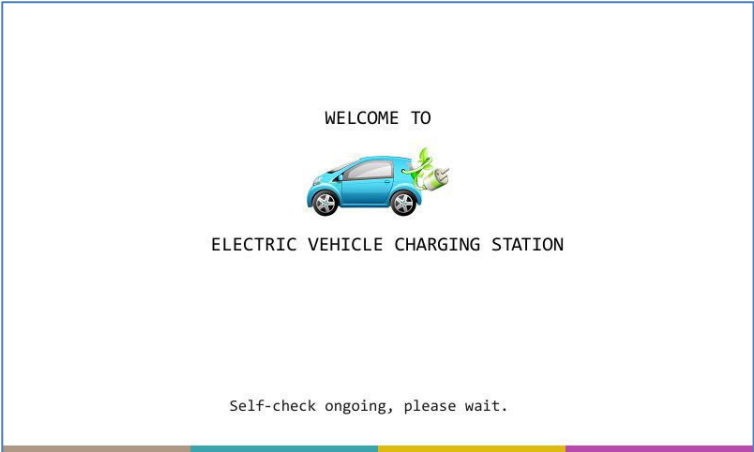 WELCOME TO
ELECTRIC VEHICLE CHARGING STATION
Self-check ongoing, please wait.